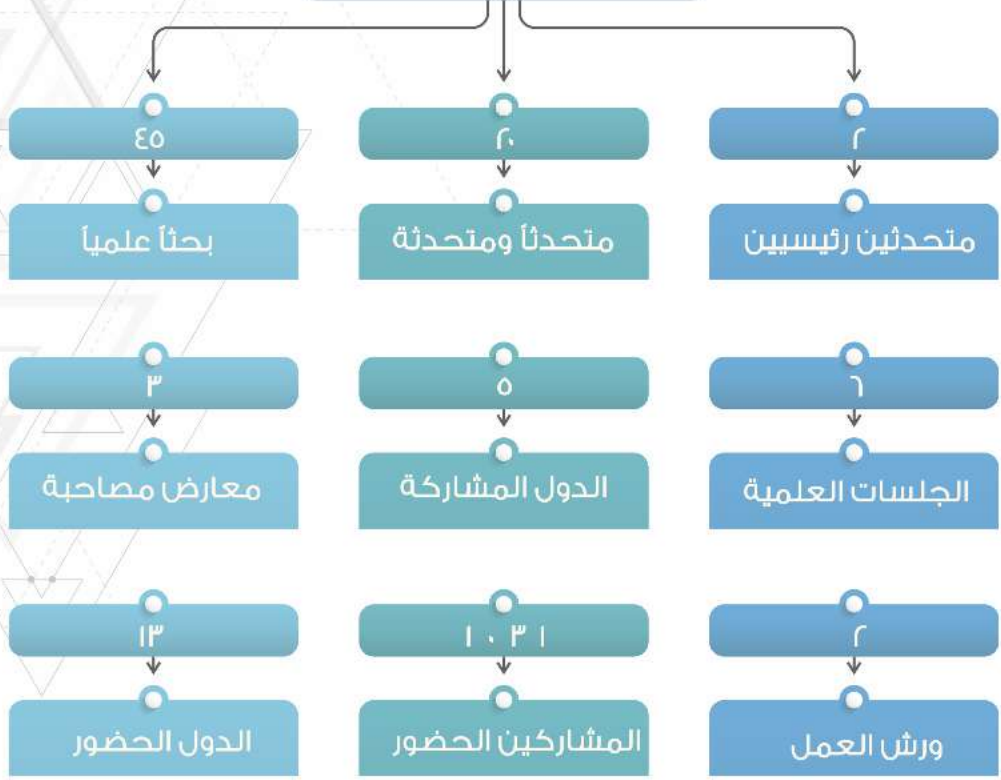 ٢
متحدثين رئيسيين
٢٠
متحدثاً ومتحدثة
٤٥
بحثاً علمياً
٦
الجلسات العلمية
٥
الدول المشاركة
٣
معارض مصاحبة
٢
ورش العمل
١٠٣١
المشاركين الحضور
١٣
الدول الحضور